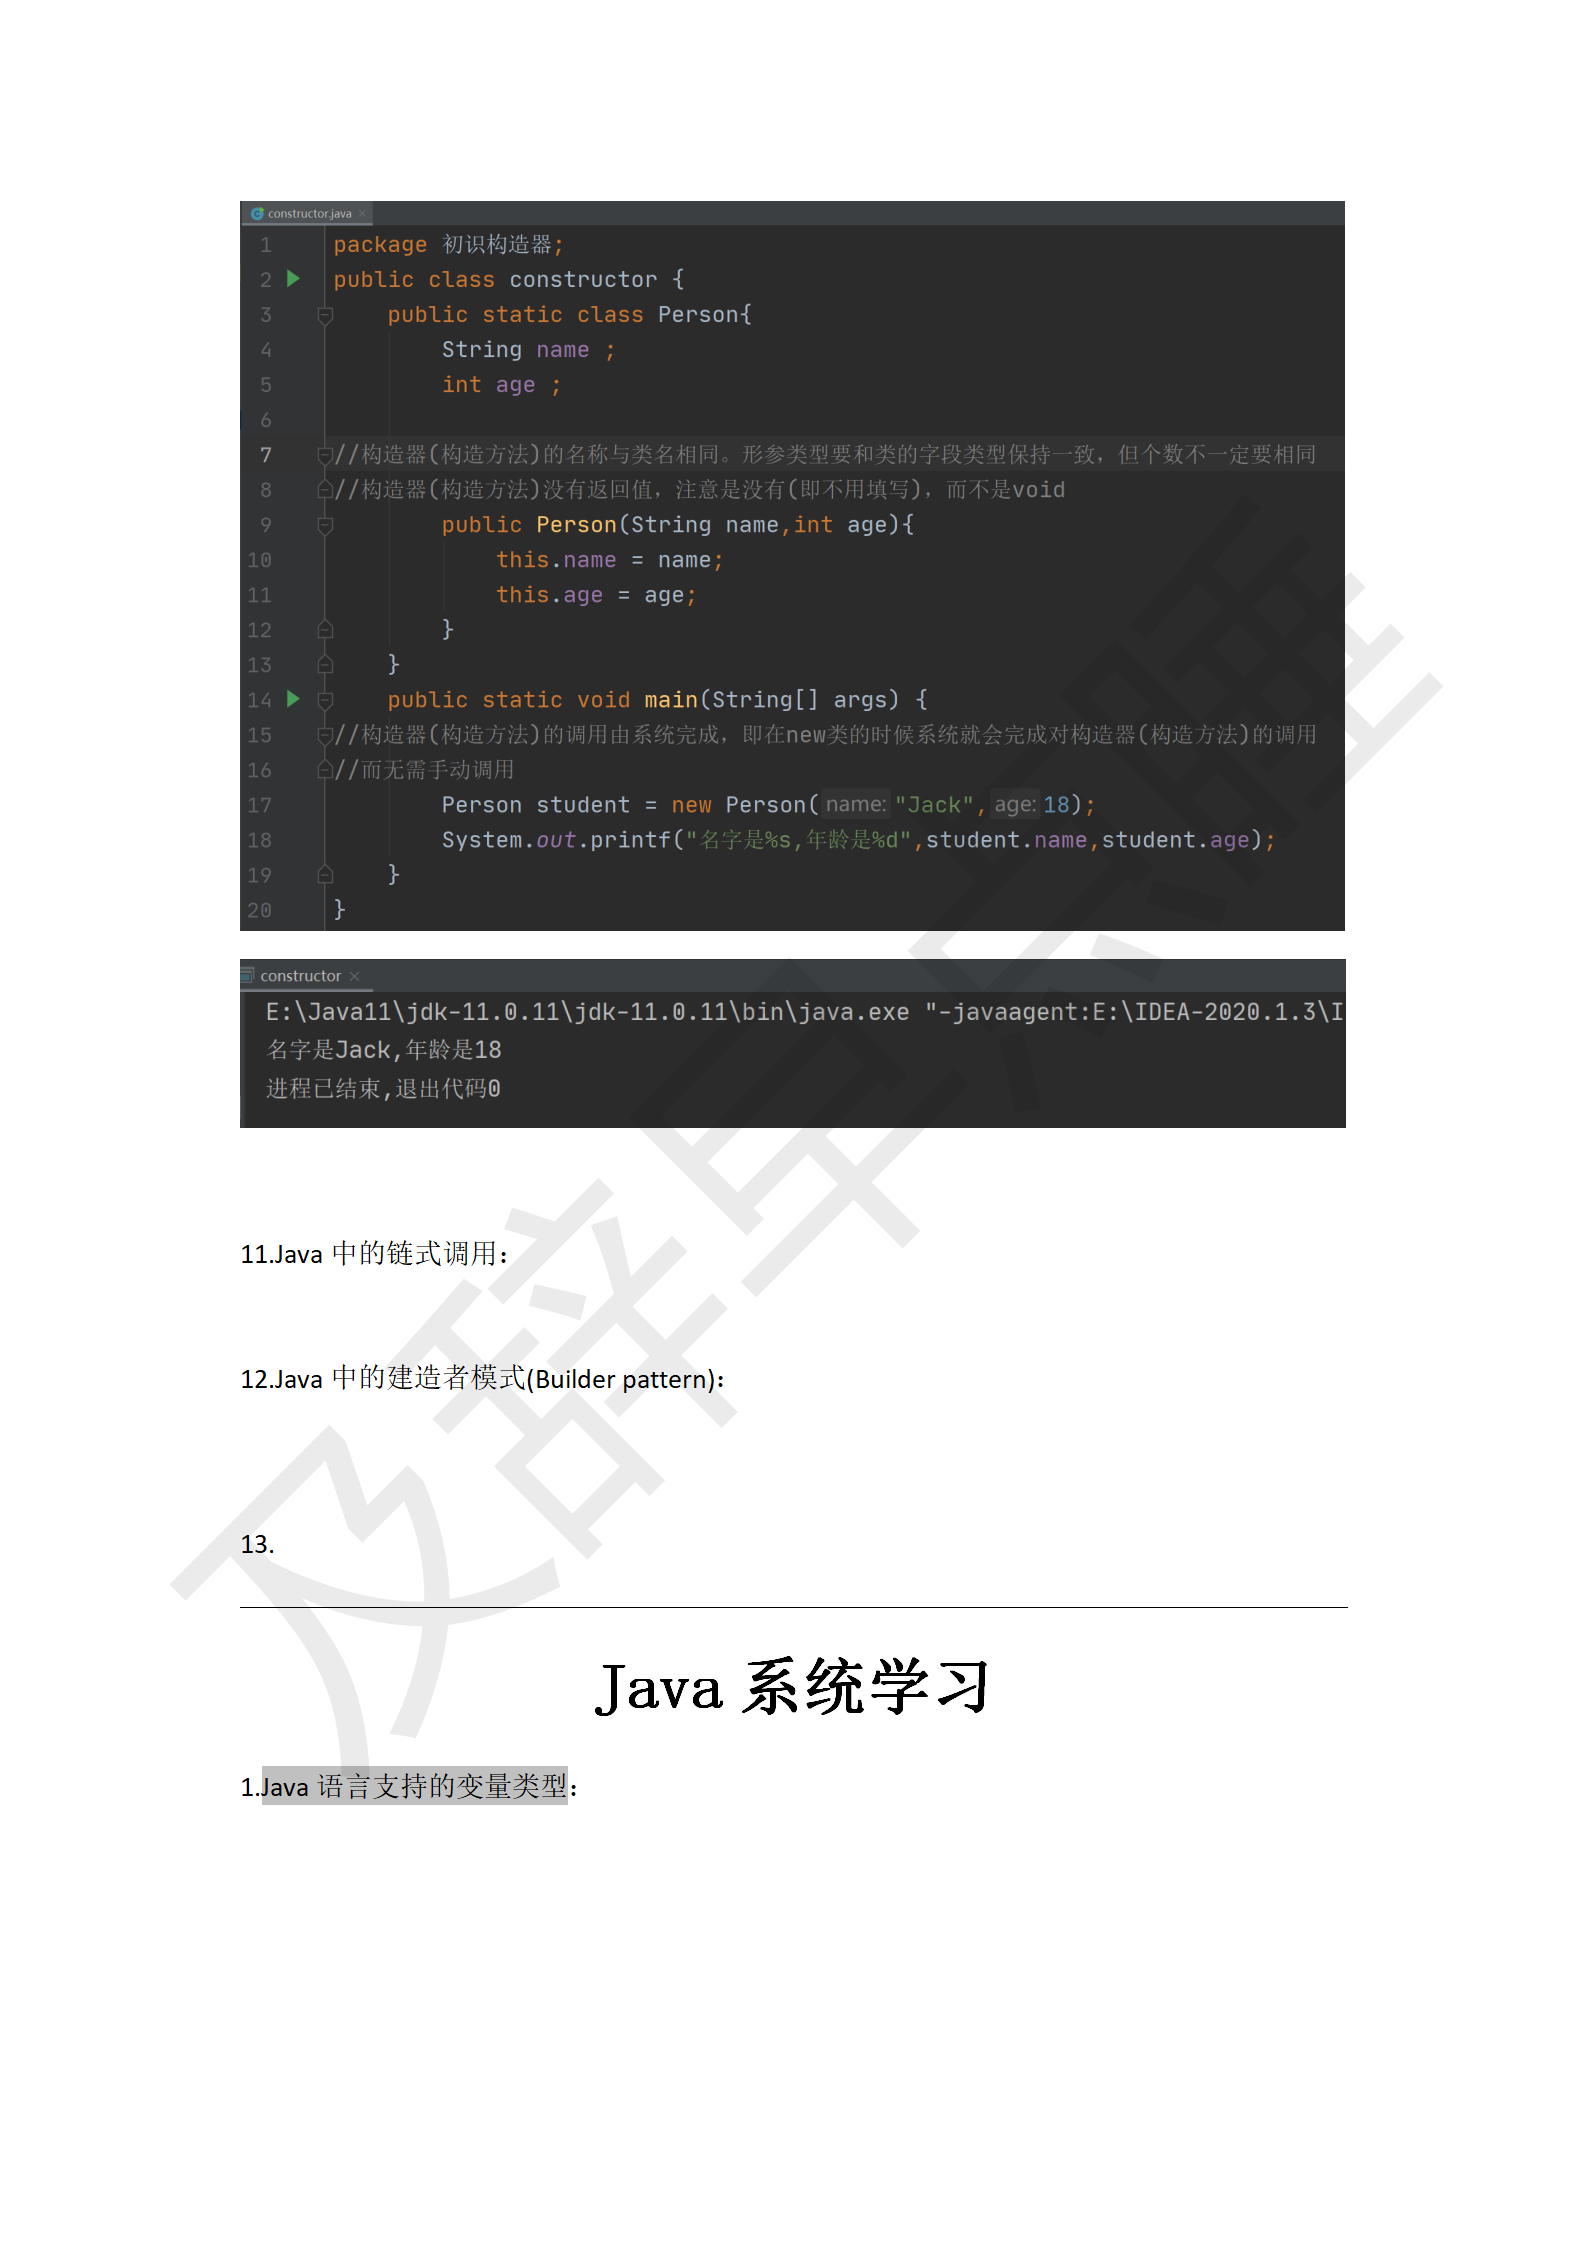 constructor.java
1 package 初识构造器;
2 public class constructor {
3 public static class Person{
4 String name ;
5 int age ;
6
7 //构造器(构造方法)的名称与类名相同。形参类型要和类的字段类型保持一致，但个数不一定要相同
8 //构造器(构造方法)没有返回值，注意是没有(即不用填写)，而不是void
9 public Person(String name,int age){
10 this.name = name;
11 this.age = age;
12 }
13 }
14 public static void main(String[] args) {
15 //构造器(构造方法)的调用由系统完成，即在new类的时候系统就会完成对构造器(构造方法)的调用
16 //而无需手动调用
17 Person student = new Person( name: "Jack", age: 18);
18 System.out.printf("名字是%s,年龄是%d",student.name,student.age);
19 }
20 }
constructor
E:\Java11\jdk-11.0.11\jdk-11.0.11\bin\java.exe "-javaagent:E:\IDEA-2020.1.3\I
名字是Jack,年龄是18
进程已结束,退出代码0
11.Java 中的链式调用：
12.Java 中的建造者模式(Builder pattern)：
13.
Java 系统学习
1.Java 语言支持的变量类型：
及辞早点睡